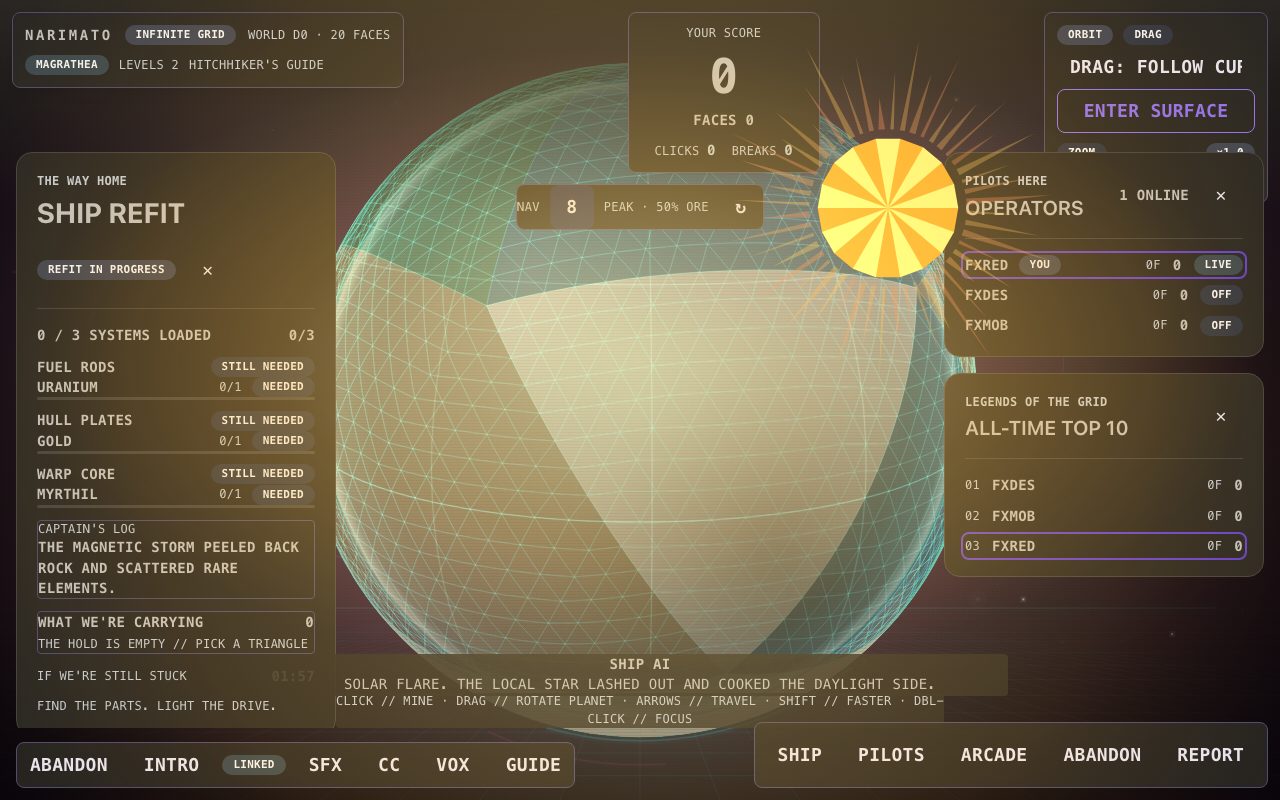 NARIMATO INFINITE GRID WORLD D0 · 20 FACES
MAGRATHEA LEVELS 2 HITCHHIKER'S GUIDE
YOUR SCORE
0
FACES 0
CLICKS 0 BREAKS 0
NAV 8 PEAK · 50% ORE ↻
ORBIT DRAG
DRAG: FOLLOW CUR
ENTER SURFACE
ZOOM ×1.0
THE WAY HOME
SHIP REFIT
REFIT IN PROGRESS ×
0 / 3 SYSTEMS LOADED 0/3
FUEL RODS STILL NEEDED
URANIUM 0/1 NEEDED
HULL PLATES STILL NEEDED
GOLD 0/1 NEEDED
WARP CORE STILL NEEDED
MYRTHIL 0/1 NEEDED
CAPTAIN'S LOG
THE MAGNETIC STORM PEELED BACK
ROCK AND SCATTERED RARE
ELEMENTS.
WHAT WE'RE CARRYING 0
THE HOLD IS EMPTY // PICK A TRIANGLE
IF WE'RE STILL STUCK 01:57
FIND THE PARTS. LIGHT THE DRIVE.
PILOTS HERE
OPERATORS 1 ONLINE ×
FXRED YOU 0F 0 LIVE
FXDES 0F 0 OFF
FXMOB 0F 0 OFF
LEGENDS OF THE GRID
ALL-TIME TOP 10 ×
01 FXDES 0F 0
02 FXMOB 0F 0
03 FXRED 0F 0
SHIP AI
SOLAR FLARE. THE LOCAL STAR LASHED OUT AND COOKED THE DAYLIGHT SIDE.
CLICK // MINE · DRAG // ROTATE PLANET · ARROWS // TRAVEL · SHIFT // FASTER · DBL-
CLICK // FOCUS
ABANDON INTRO LINKED SFX CC VOX GUIDE
SHIP PILOTS ARCADE ABANDON REPORT